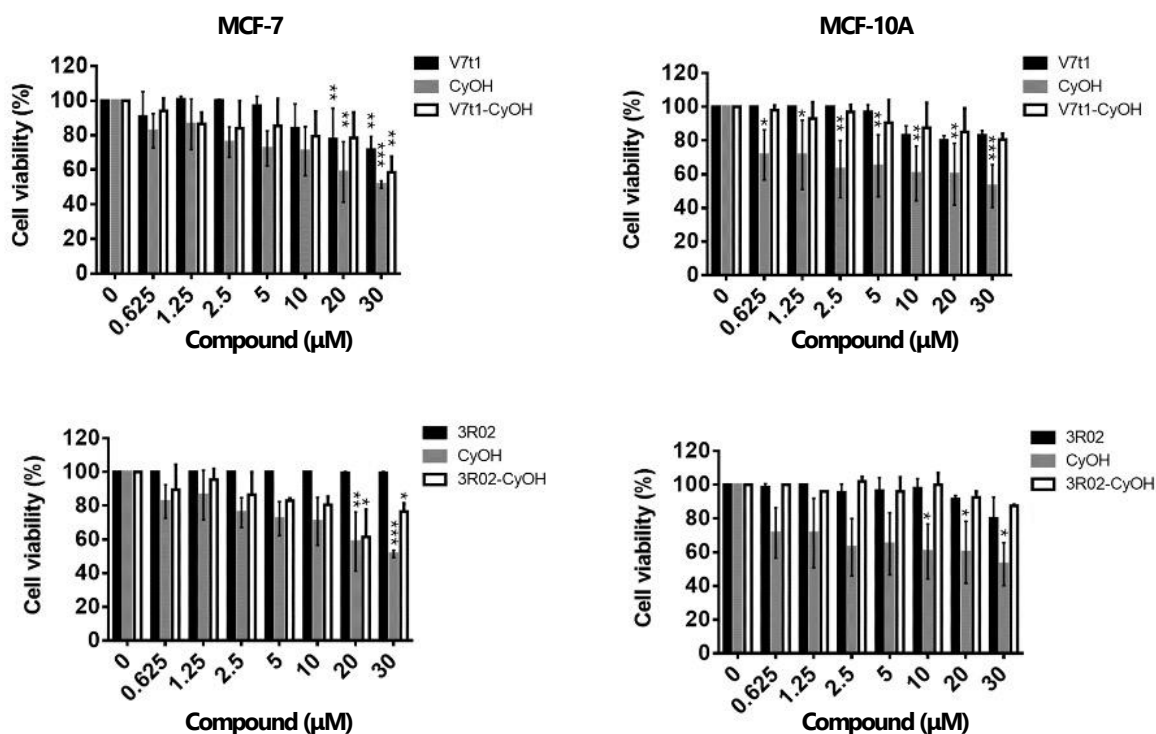 MCF-7
V7t1
CyOH
V7t1-CyOH
Cell viability (%)
120
100
80
60
40
20
0
** ** ** *** **
0 0.625 1.25 2.5 5 10 20 30
Compound (µM)
MCF-10A
V7t1
CyOH
V7t1-CyOH
Cell viability (%)
120
100
80
60
40
20
0
* * ** ** ** ** ***
0 0.625 1.25 2.5 5 10 20 30
Compound (µM)
3R02
CyOH
3R02-CyOH
Cell viability (%)
120
100
80
60
40
20
0
** * *** *
0 0.625 1.25 2.5 5 10 20 30
Compound (µM)
3R02
CyOH
3R02-CyOH
Cell viability (%)
120
100
80
60
40
20
0
* * *
0 0.625 1.25 2.5 5 10 20 30
Compound (µM)